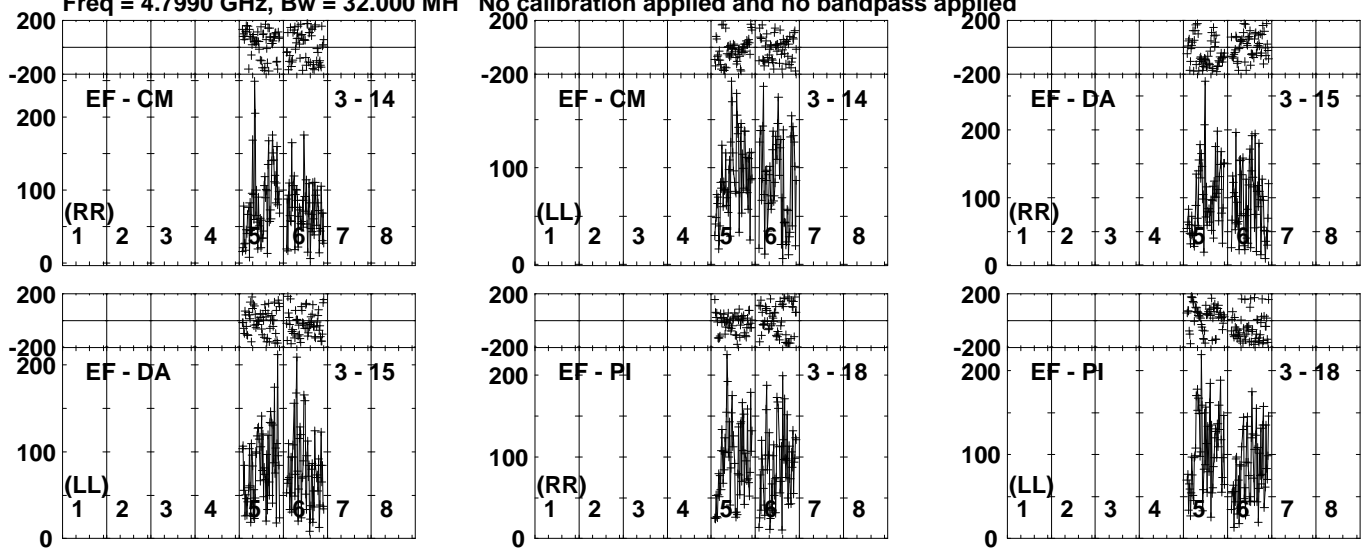 Freq = 4.7990 GHz, Bw = 32.000 MH No calibration applied and no bandpass applied
200
-200
EF - CM 3 - 14
200
100
(RR)
1 2 3 4 5 6 7 8
0
200
-200
EF - CM 3 - 14
100
(LL)
1 2 3 4 5 6 7 8
0
200
-200
EF - DA 3 - 15
200
100
(RR)
1 2 3 4 5 6 7 8
0
200
-200
200
EF - DA 3 - 15
100
(LL)
1 2 3 4 5 6 7 8
0
200
-200
EF - PI 3 - 18
200
100
(RR)
1 2 3 4 5 6 7 8
0
200
-200
EF - PI 3 - 18
200
100
(LL)
1 2 3 4 5 6 7 8
0